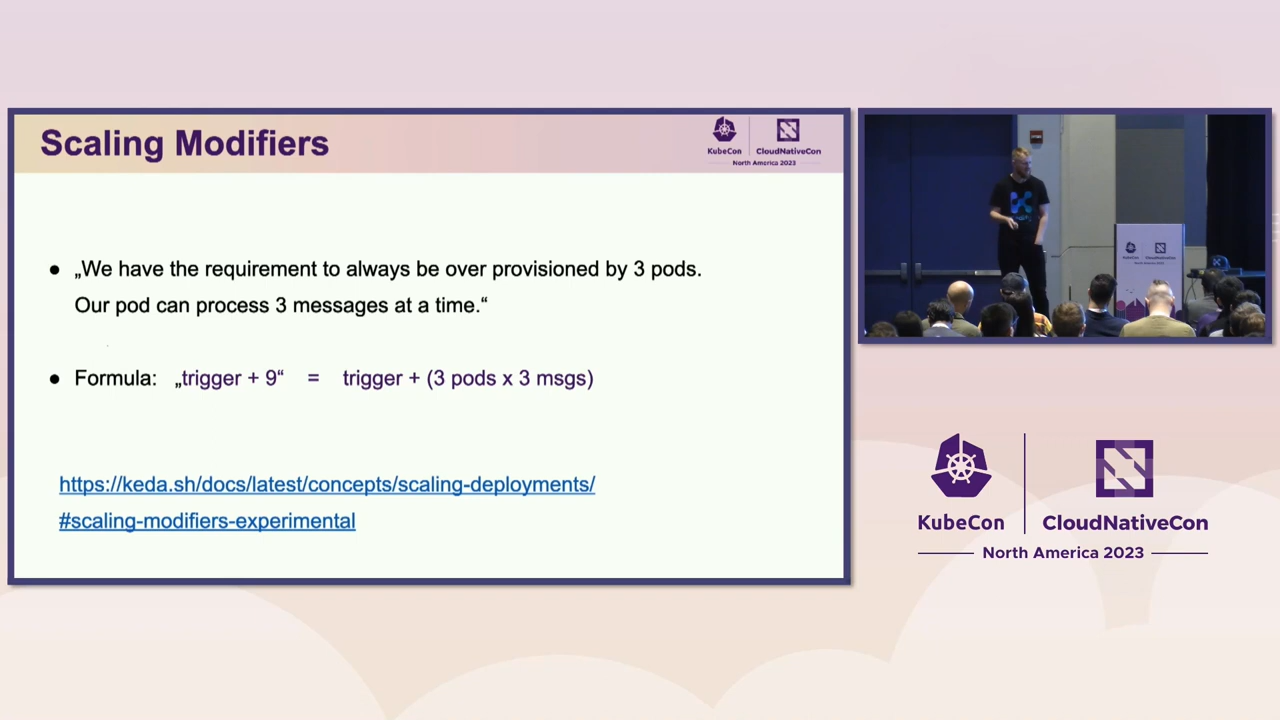 Scaling Modifiers
KubeCon
CloudNativeCon
North America 2023
● „We have the requirement to always be over provisioned by 3 pods.
Our pod can process 3 messages at a time.“
● Formula: „trigger + 9“ = trigger + (3 pods x 3 msgs)
https://keda.sh/docs/latest/concepts/scaling-deployments/
#scaling-modifiers-experimental
KubeCon
CloudNativeCon
North America 2023